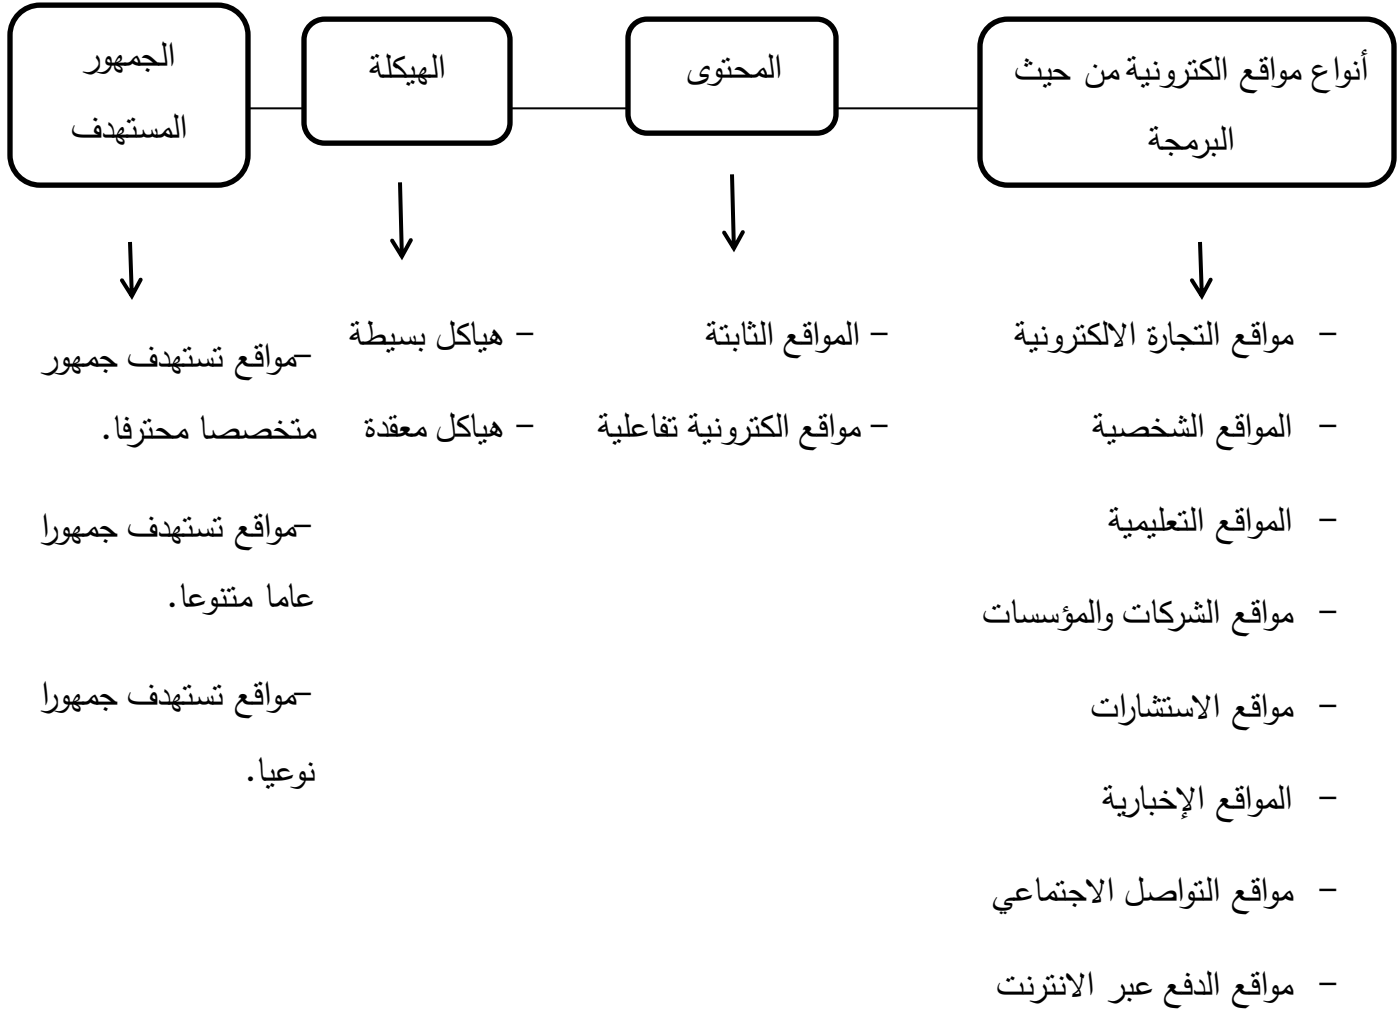 أنواع مواقع الكترونية من حيث
البرمجة
المحتوى
الهيكلة
الجمهور
المستهدف
– مواقع التجارة الالكترونية
– المواقع الشخصية
– المواقع التعليمية
– مواقع الشركات والمؤسسات
– مواقع الاستشارات
– المواقع الإخبارية
– مواقع التواصل الاجتماعي
– مواقع الدفع عبر الانترنت
– المواقع الثابتة
– مواقع الكترونية تفاعلية
– هياكل بسيطة
– هياكل معقدة
–مواقع تستهدف جمهور
متخصصا محترفا.
–مواقع تستهدف جمهورا
عاما متنوعا.
–مواقع تستهدف جمهورا
نوعيا.